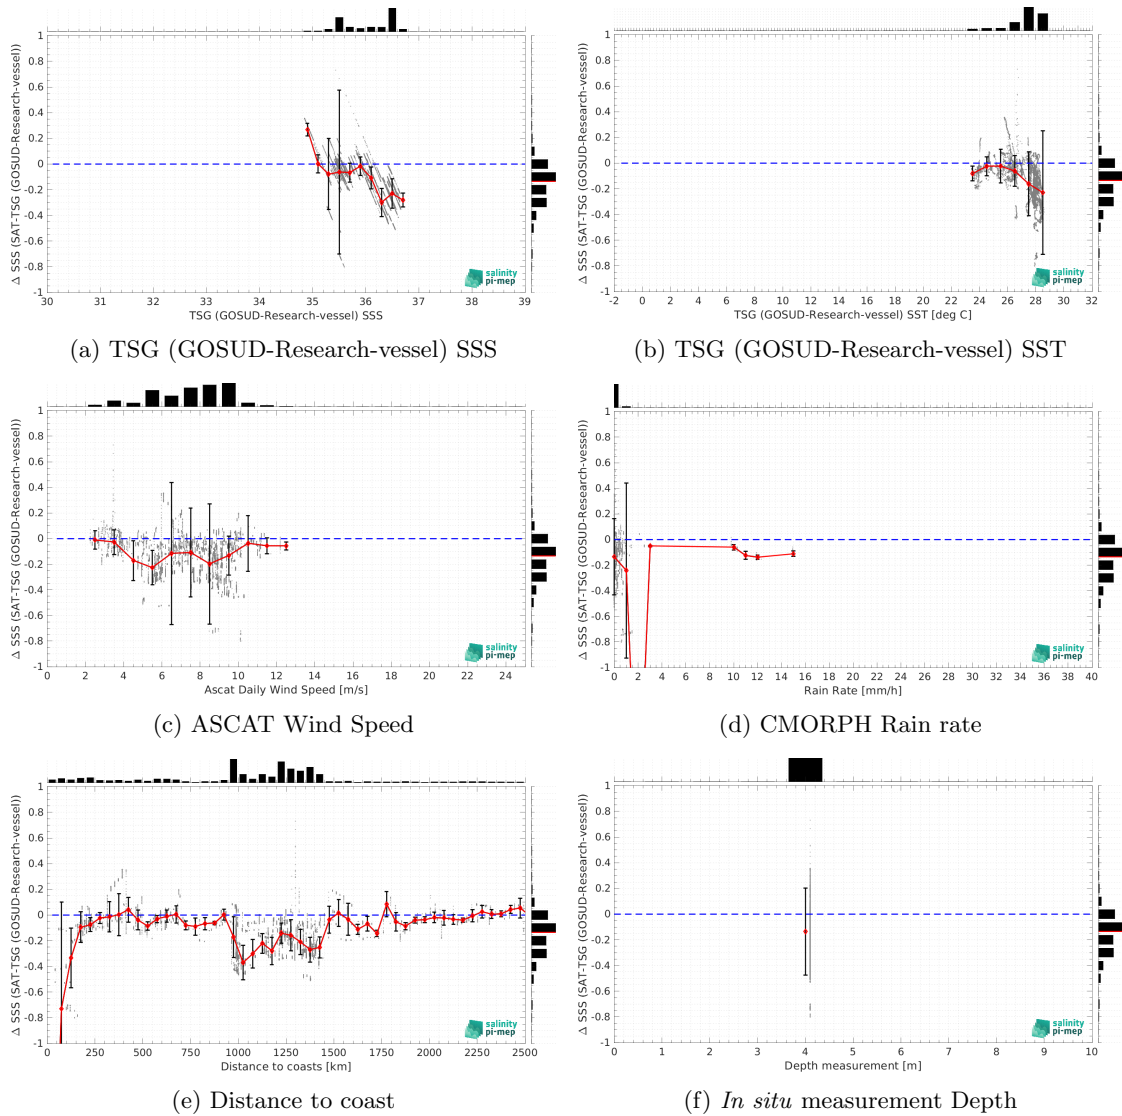 1
0.8
0.6
0.4
0.2
0
-0.2
-0.4
-0.6
-0.8
-1
Δ SSS (SAT-TSG (GOSUD-Research-vessel))
30 31 32 33 34 35 36 37 38 39
TSG (GOSUD-Research-vessel) SSS
salinity
pi-mep
(a) TSG (GOSUD-Research-vessel) SSS
1
0.8
0.6
0.4
0.2
0
-0.2
-0.4
-0.6
-0.8
-1
Δ SSS (SAT-TSG (GOSUD-Research-vessel))
-2 0 2 4 6 8 10 12 14 16 18 20 22 24 26 28 30 32
TSG (GOSUD-Research-vessel) SST [deg C]
salinity
pi-mep
(b) TSG (GOSUD-Research-vessel) SST
1
0.8
0.6
0.4
0.2
0
-0.2
-0.4
-0.6
-0.8
-1
Δ SSS (SAT-TSG (GOSUD-Research-vessel))
0 2 4 6 8 10 12 14 16 18 20 22 24
Ascat Daily Wind Speed [m/s]
salinity
pi-mep
(c) ASCAT Wind Speed
1
0.8
0.6
0.4
0.2
0
-0.2
-0.4
-0.6
-0.8
-1
Δ SSS (SAT-TSG (GOSUD-Research-vessel))
0 2 4 6 8 10 12 14 16 18 20 22 24 26 28 30 32 34 36 38 40
Rain Rate [mm/h]
salinity
pi-mep
(d) CMORPH Rain rate
1
0.8
0.6
0.4
0.2
0
-0.2
-0.4
-0.6
-0.8
-1
Δ SSS (SAT-TSG (GOSUD-Research-vessel))
0 250 500 750 1000 1250 1500 1750 2000 2250 2500
Distance to coasts [km]
salinity
pi-mep
(e) Distance to coast
1
0.8
0.6
0.4
0.2
0
-0.2
-0.4
-0.6
-0.8
-1
Δ SSS (SAT-TSG (GOSUD-Research-vessel))
0 1 2 3 4 5 6 7 8 9 10
Depth measurement [m]
salinity
pi-mep
(f) In situ measurement Depth